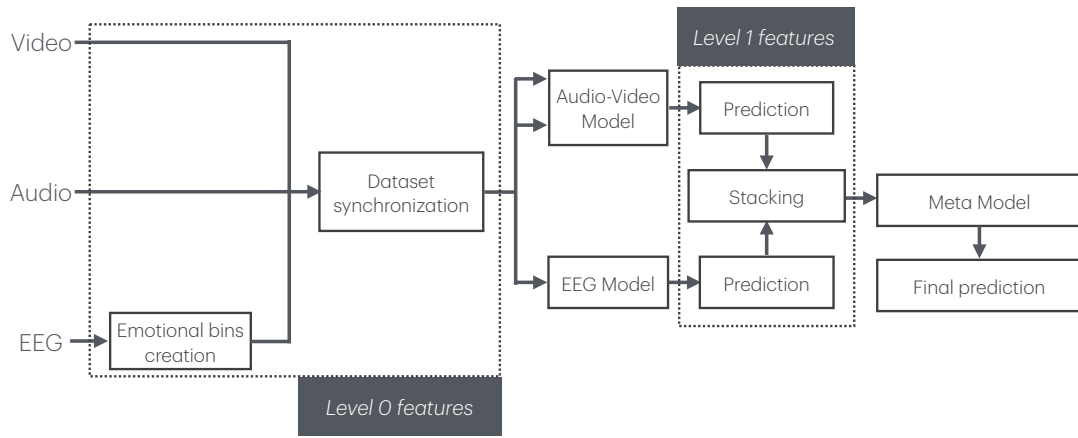 Level 1 features
Video
Audio-Video
Model
Prediction
Audio
Dataset
synchronization
Stacking
Meta Model
EEG
Emotional bins
creation
EEG Model
Prediction
Final prediction
Level 0 features